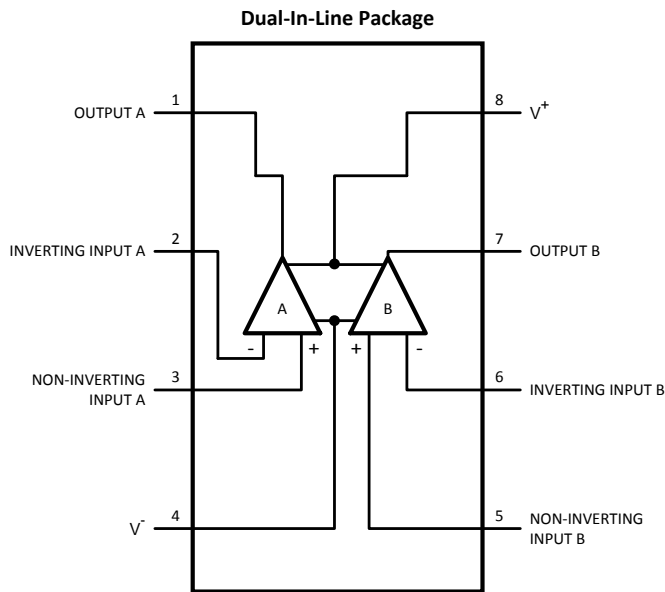 Dual-In-Line Package
1
OUTPUT A
8
V+
2
INVERTING INPUT A
7
OUTPUT B
A
B
-
+
+
-
3
NON-INVERTING
INPUT A
6
INVERTING INPUT B
4
V-
5
NON-INVERTING
INPUT B